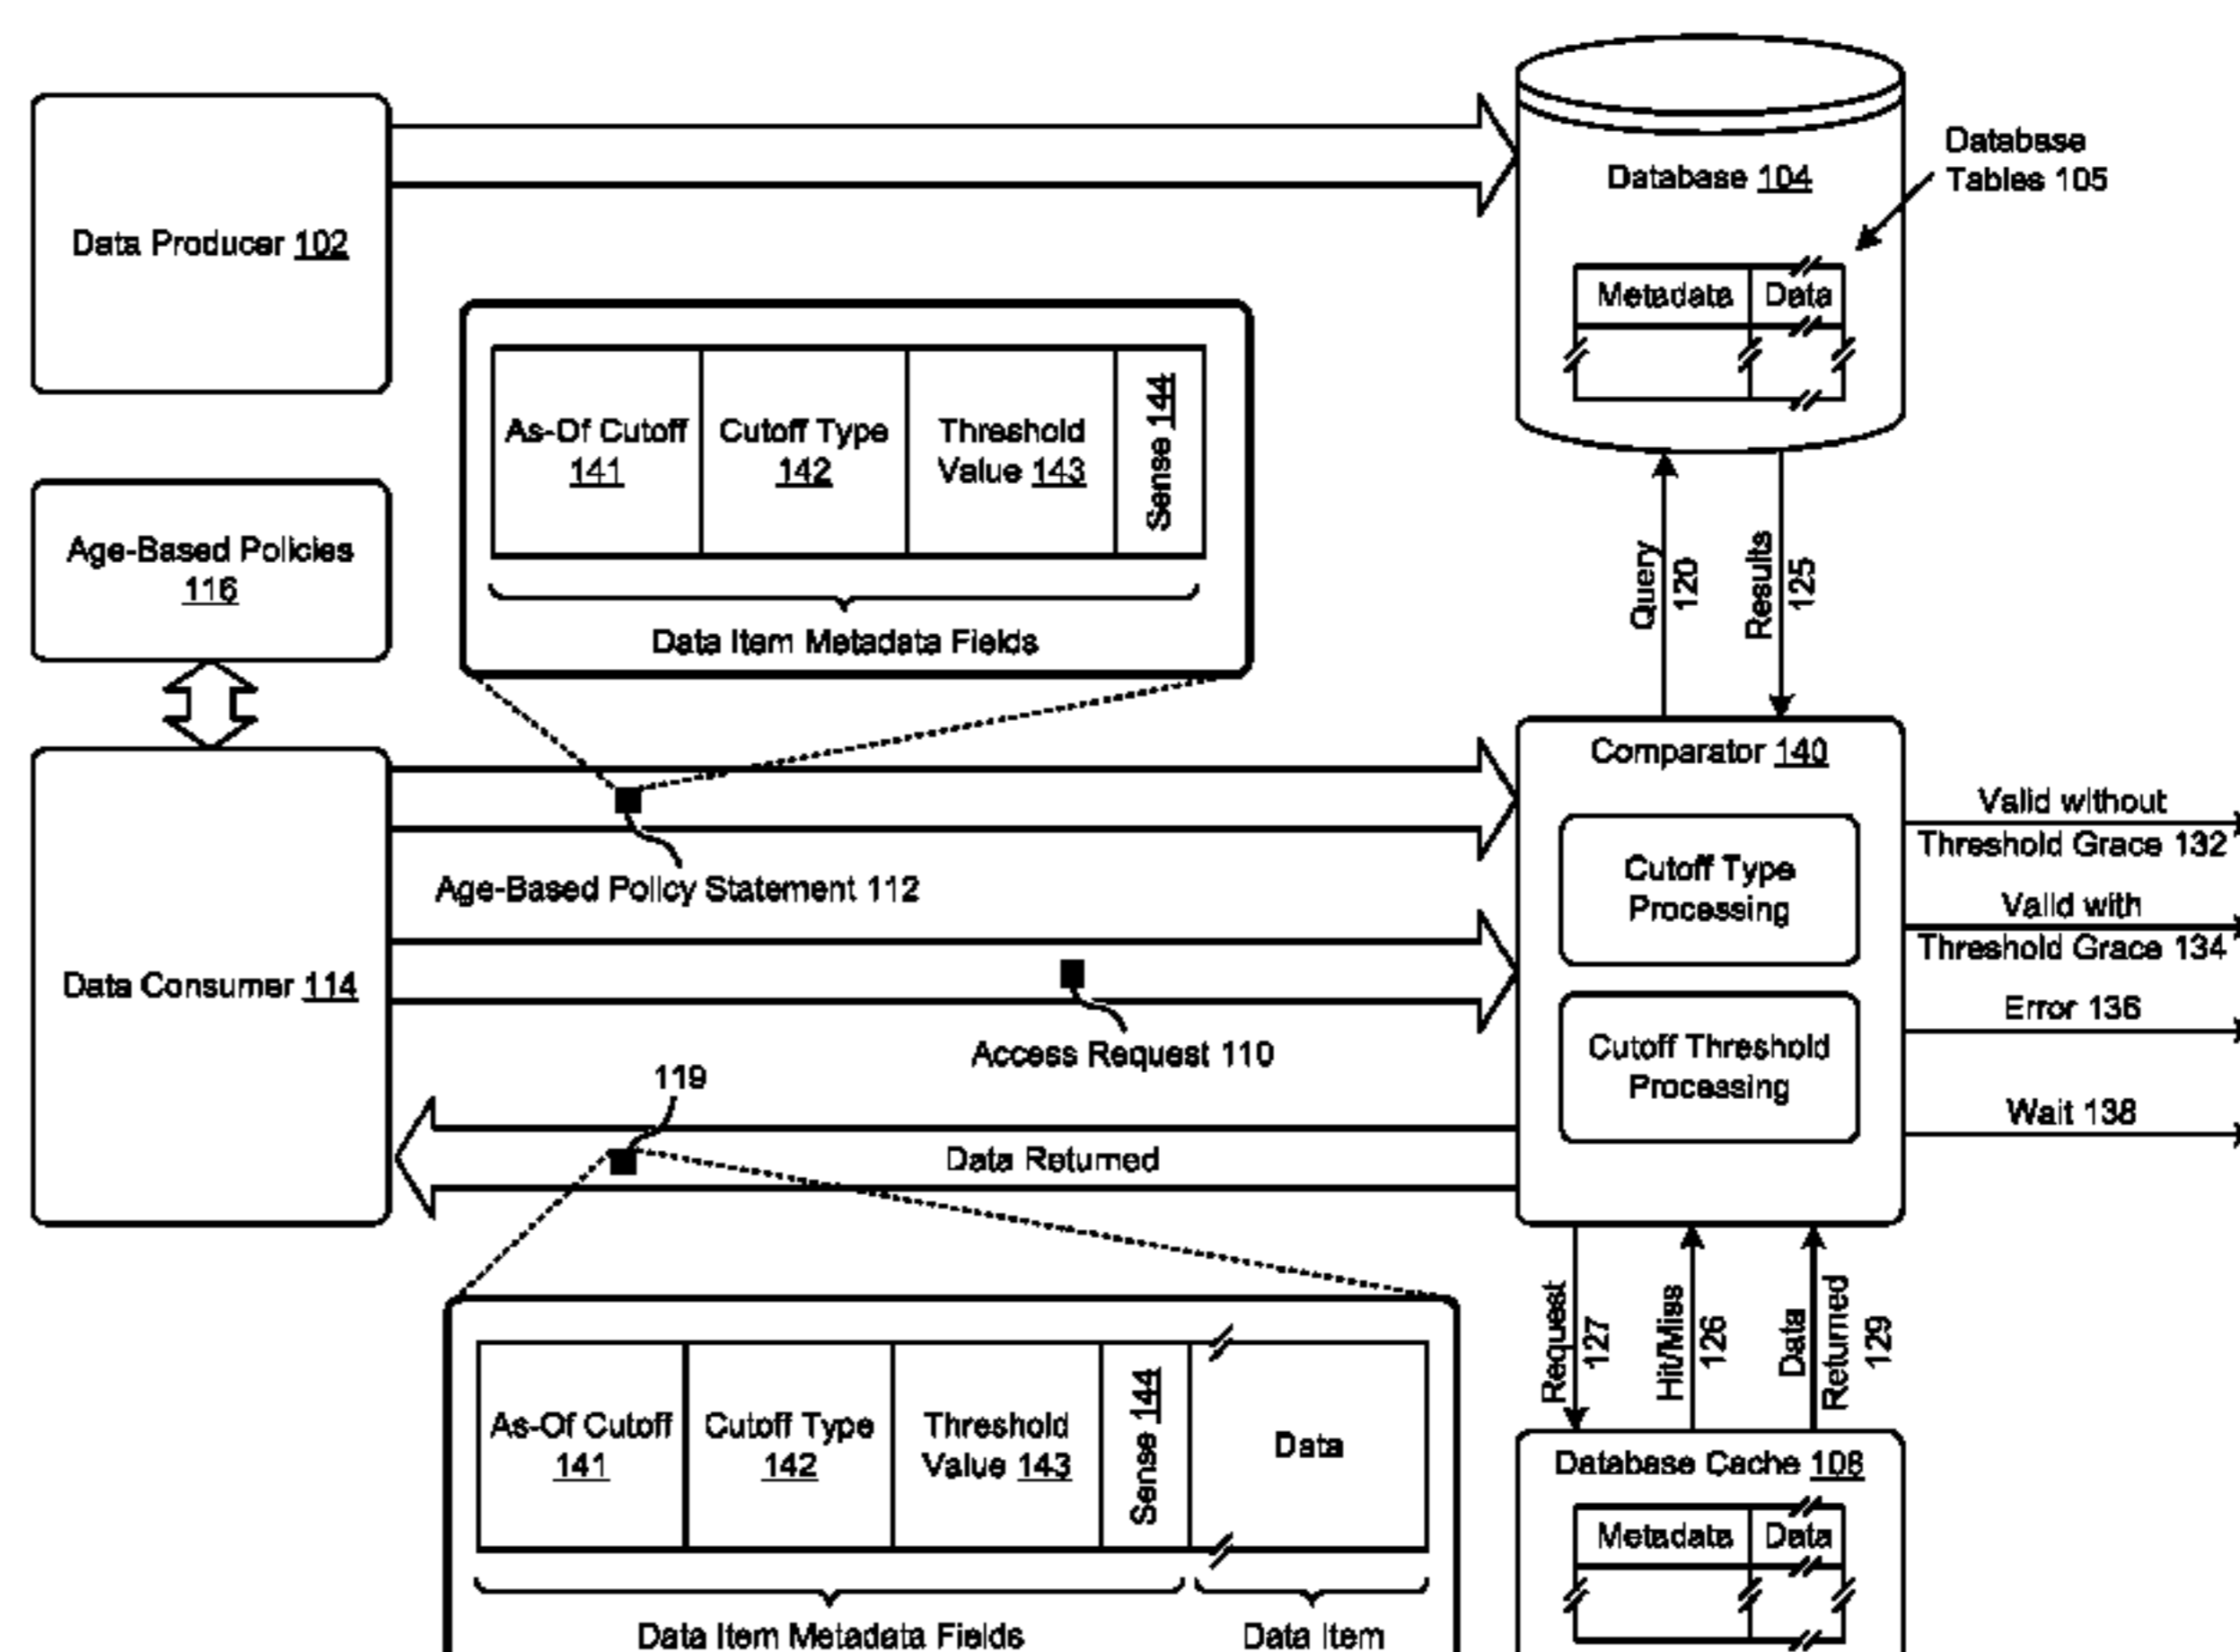 Data Producer 102
Database 104
Database
Tables 105
Metadata
Data
As-Of Cutoff
141
Cutoff Type
142
Threshold
Value 143
Sense 144
Data Item Metadata Fields
Age-Based Policies
116
Query
120
Results
125
Data Consumer 114
Age-Based Policy Statement 112
Access Request 110
119
Data Returned
Comparator 140
Cutoff Type
Processing
Cutoff Threshold
Processing
Valid without
Threshold Grace 132
Valid with
Threshold Grace 134
Error 136
Wait 138
Request
127
Hit/Miss
126
Data
Returned
129
As-Of Cutoff
141
Cutoff Type
142
Threshold
Value 143
Sense 144
Data
Data Item Metadata Fields
Data Item
Database Cache 108
Metadata
Data